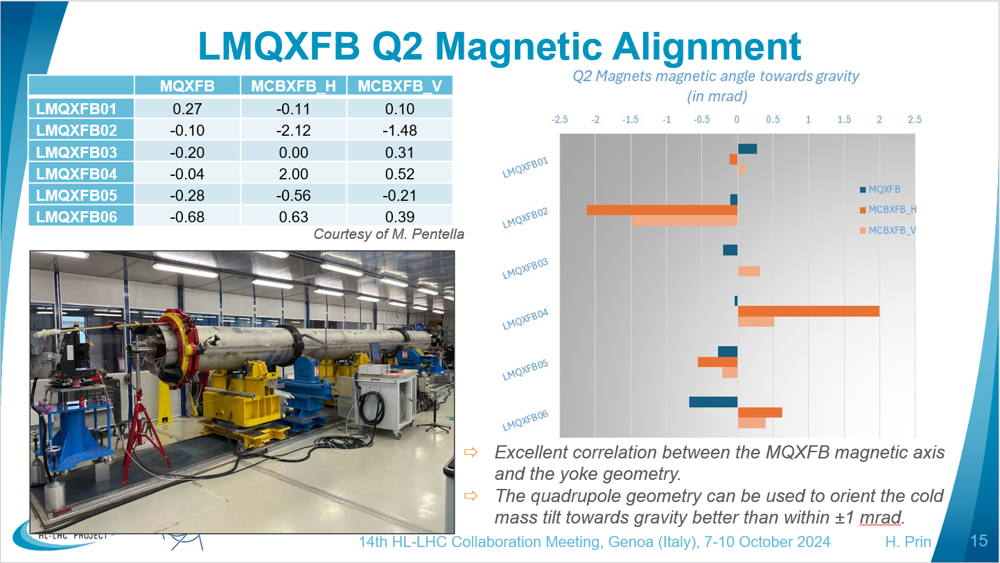 LMQXFB Q2 Magnetic Alignment
MQXFB MCBXFB_H MCBXFB_V
LMQXFB01 0.27 -0.11 0.10
LMQXFB02 -0.10 -2.12 -1.48
LMQXFB03 -0.20 0.00 0.31
LMQXFB04 -0.04 2.00 0.52
LMQXFB05 -0.28 -0.56 -0.21
LMQXFB06 -0.68 0.63 0.39
Courtesy of M. Pentella
Q2 Magnets magnetic angle towards gravity
(in mrad)
-2.5 -2 -1.5 -1 -0.5 0 0.5 1 1.5 2 2.5
LMQXFB01
LMQXFB02
LMQXFB03
LMQXFB04
LMQXFB05
LMQXFB06
MQXFB
MCBXFB_H
MCBXFB_V
⇨ Excellent correlation between the MQXFB magnetic axis
and the yoke geometry.
⇨ The quadrupole geometry can be used to orient the cold
mass tilt towards gravity better than within ±1 mrad.
HL-LHC PROJECT
14th HL-LHC Collaboration Meeting, Genoa (Italy), 7-10 October 2024 H. Prin 15